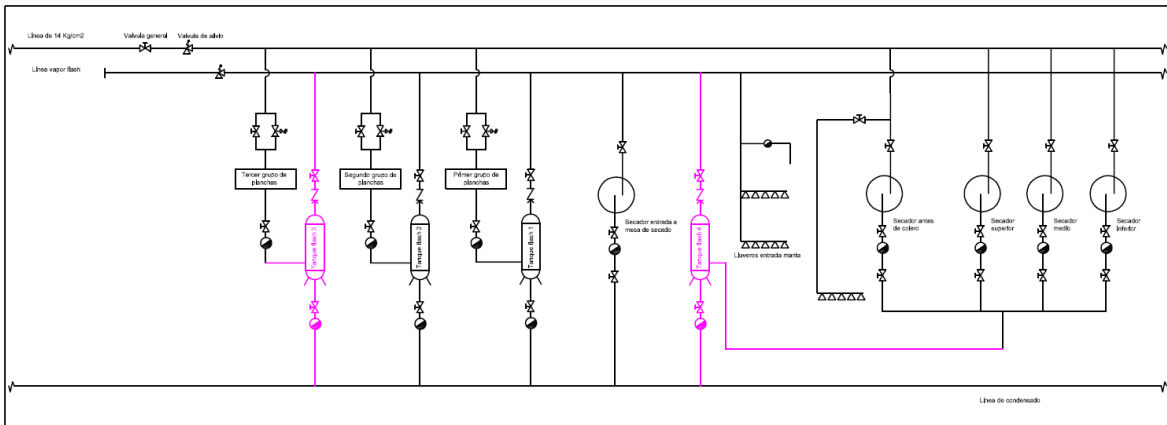 Línea de 14 Kg/cm2
Valvula general
Valvula de alivio
Línea vapor flash
Tercer grupo de
planchas
Segundo grupo de
planchas
Primer grupo de
planchas
Tanque flash 3
Tanque flash 2
Tanque flash 1
Secador entrada a
mesa de secado
Tanque flash 4
Lluveros entrada manta
Secador antes
de colero
Secador
superior
Secador
medio
Secador
inferior
Línea de condensado